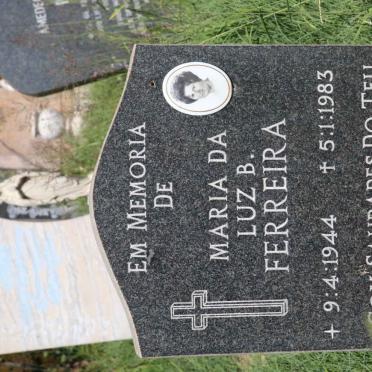 EM MEMORIA
DE
MARIA DA
LUZ B.
FERREIRA
+ 9:4:1944 + 5:1:1983